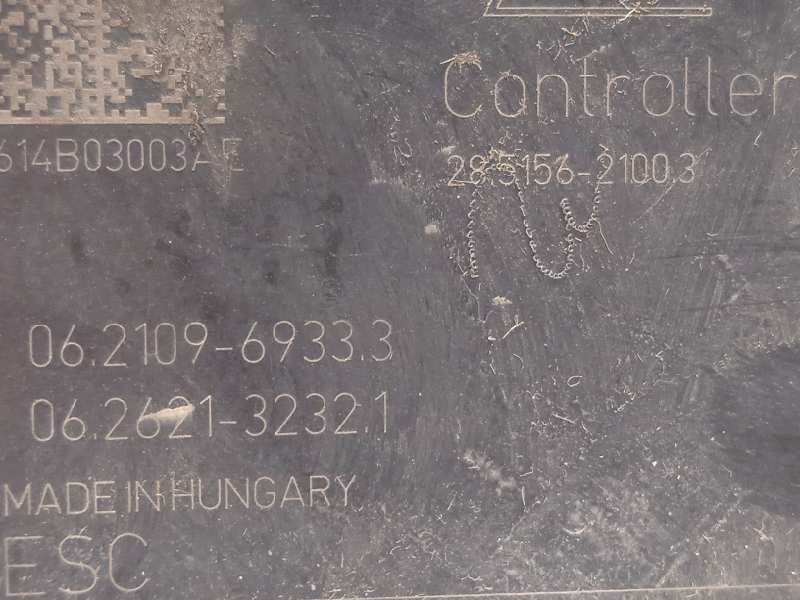 Controller
614B03003AE
28.5156-2100.3
06.2109-6933.3
06.2621-3232.1
MADE IN HUNGARY
ESC